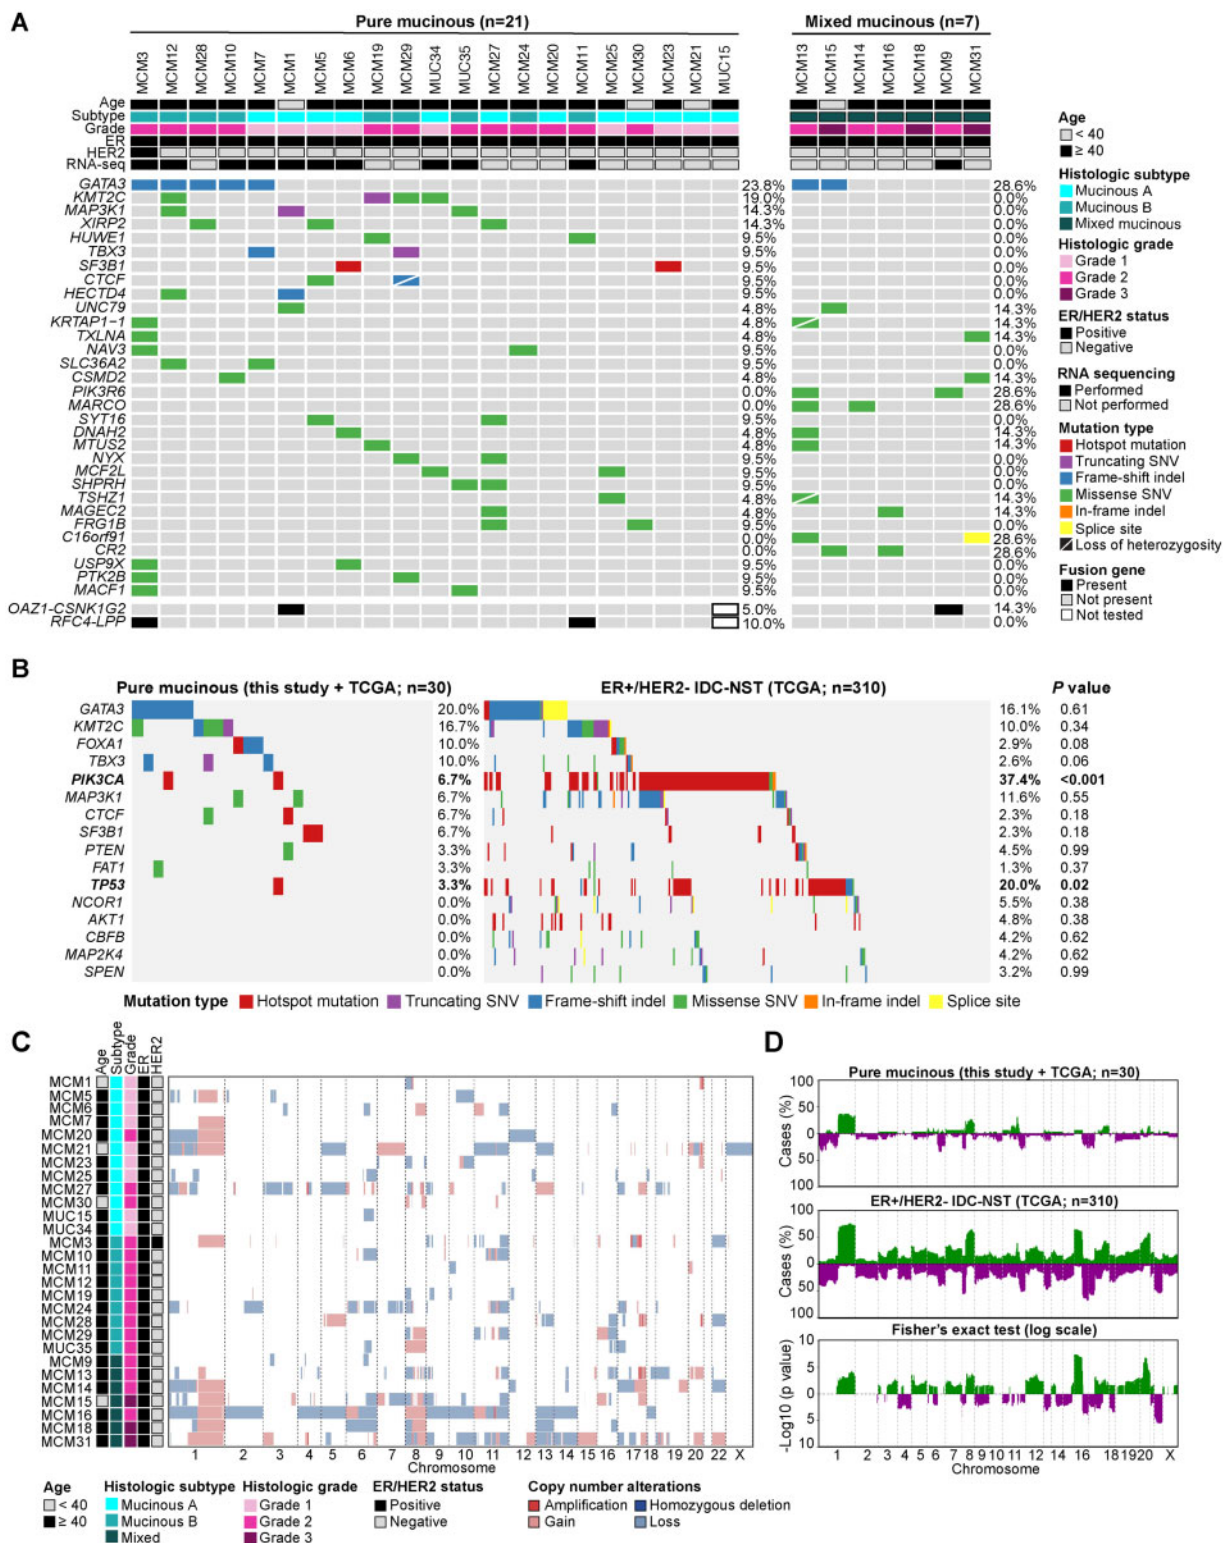 A
Pure mucinous (n=21)
Mixed mucinous (n=7)
MCM3 MCM12 MCM28 MCM10 MCM7 MCM1 MCM5 MCM6 MCM19 MCM29 MUC34 MUC35 MCM27 MCM24 MCM20 MCM11 MCM25 MCM30 MCM23 MCM21 MUC15
MCM13 MCM15 MCM14 MCM16 MCM18 MCM9 MCM31
Age
Subtype
Grade
ER
HER2
RNA-seq
GATA3 23.8% 28.6%
KMT2C 19.0% 0.0%
MAP3K1 14.3% 0.0%
XIRP2 14.3% 0.0%
HUWE1 9.5% 0.0%
TBX3 9.5% 0.0%
SF3B1 9.5% 0.0%
CTCF 9.5% 0.0%
HECTD4 9.5% 0.0%
UNC79 4.8% 14.3%
KRTAP1-1 4.8% 14.3%
TXLNA 4.8% 14.3%
NAV3 9.5% 0.0%
SLC36A2 9.5% 0.0%
CSMD2 4.8% 14.3%
PIK3R6 0.0% 28.6%
MARCO 0.0% 28.6%
SYT16 9.5% 0.0%
DNAH2 4.8% 14.3%
MTUS2 4.8% 14.3%
NYX 9.5% 0.0%
MCF2L 9.5% 0.0%
SHPRH 9.5% 0.0%
TSHZ1 4.8% 14.3%
MAGEC2 4.8% 14.3%
FRG1B 9.5% 0.0%
C16orf91 0.0% 28.6%
CR2 0.0% 28.6%
USP9X 9.5% 0.0%
PTK2B 9.5% 0.0%
MACF1 9.5% 0.0%
OAZ1-CSNK1G2 5.0% 14.3%
RFC4-LPP 10.0% 0.0%
Age
< 40
≥ 40
Histologic subtype
Mucinous A
Mucinous B
Mixed mucinous
Histologic grade
Grade 1
Grade 2
Grade 3
ER/HER2 status
Positive
Negative
RNA sequencing
Performed
Not performed
Mutation type
Hotspot mutation
Truncating SNV
Frame-shift indel
Missense SNV
In-frame indel
Splice site
Loss of heterozygosity
Fusion gene
Present
Not present
Not tested
B
Pure mucinous (this study + TCGA; n=30)
ER+/HER2- IDC-NST (TCGA; n=310)
P value
GATA3 20.0% 16.1% 0.61
KMT2C 16.7% 10.0% 0.34
FOXA1 10.0% 2.9% 0.08
TBX3 10.0% 2.6% 0.06
PIK3CA 6.7% 37.4% <0.001
MAP3K1 6.7% 11.6% 0.55
CTCF 6.7% 2.3% 0.18
SF3B1 6.7% 2.3% 0.18
PTEN 3.3% 4.5% 0.99
FAT1 3.3% 1.3% 0.37
TP53 3.3% 20.0% 0.02
NCOR1 0.0% 5.5% 0.38
AKT1 0.0% 4.8% 0.38
CBFB 0.0% 4.2% 0.62
MAP2K4 0.0% 4.2% 0.62
SPEN 0.0% 3.2% 0.99
Mutation type Hotspot mutation Truncating SNV Frame-shift indel Missense SNV In-frame indel Splice site
C
Age Subtype Grade ER HER2
MCM1
MCM5
MCM6
MCM7
MCM20
MCM21
MCM23
MCM25
MCM27
MCM30
MUC15
MUC34
MCM3
MCM10
MCM11
MCM12
MCM19
MCM24
MCM28
MCM29
MUC35
MCM9
MCM13
MCM14
MCM15
MCM16
MCM18
MCM31
1 2 3 4 5 6 7 8 9 10 11 12 13 14 15 16 17 18 19 20 22 X
Chromosome
Age
< 40
≥ 40
Histologic subtype
Mucinous A
Mucinous B
Mixed
Histologic grade
Grade 1
Grade 2
Grade 3
ER/HER2 status
Positive
Negative
Copy number alterations
Amplification
Gain
Homozygous deletion
Loss
D
Pure mucinous (this study + TCGA; n=30)
Cases (%)
100
50
0
50
100
ER+/HER2- IDC-NST (TCGA; n=310)
Cases (%)
100
50
0
50
100
Fisher's exact test (log scale)
-Log10 (p value)
10
5
0
5
10
1 2 3 4 5 6 7 8 9 10 11 12 14 16 18 19 20 X
Chromosome